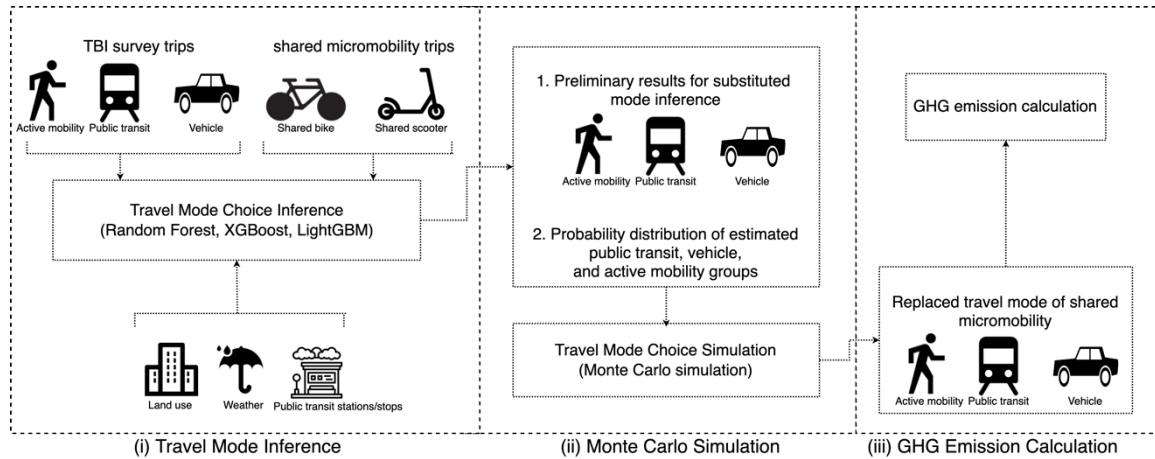 TBI survey trips
shared micromobility trips
Active mobility
Public transit
Vehicle
Shared bike
Shared scooter
Travel Mode Choice Inference
(Random Forest, XGBoost, LightGBM)
Land use
Weather
Public transit stations/stops
(i) Travel Mode Inference
1. Preliminary results for substituted
mode inference
Active mobility
Public transit
Vehicle
2. Probability distribution of estimated
public transit, vehicle,
and active mobility groups
Travel Mode Choice Simulation
(Monte Carlo simulation)
(ii) Monte Carlo Simulation
GHG emission calculation
Replaced travel mode of shared
micromobility
Active mobility
Public transit
Vehicle
(iii) GHG Emission Calculation